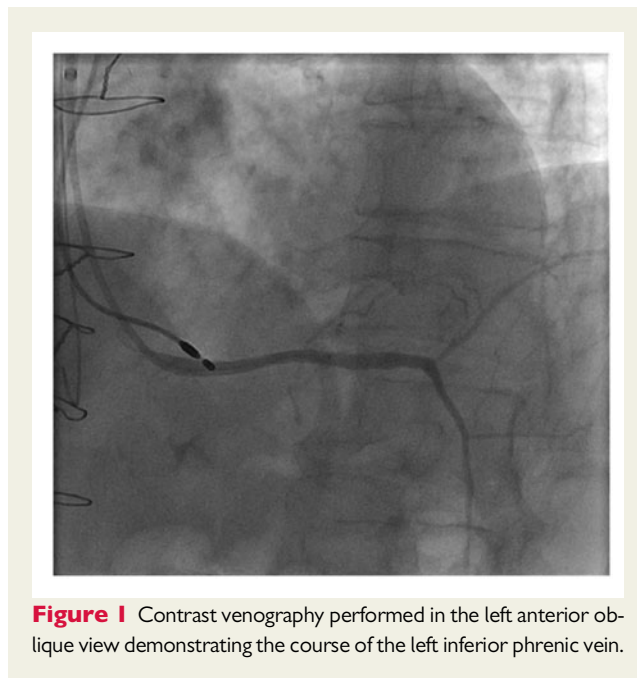 Figure 1 Contrast venography performed in the left anterior ob-
lique view demonstrating the course of the left inferior phrenic vein.